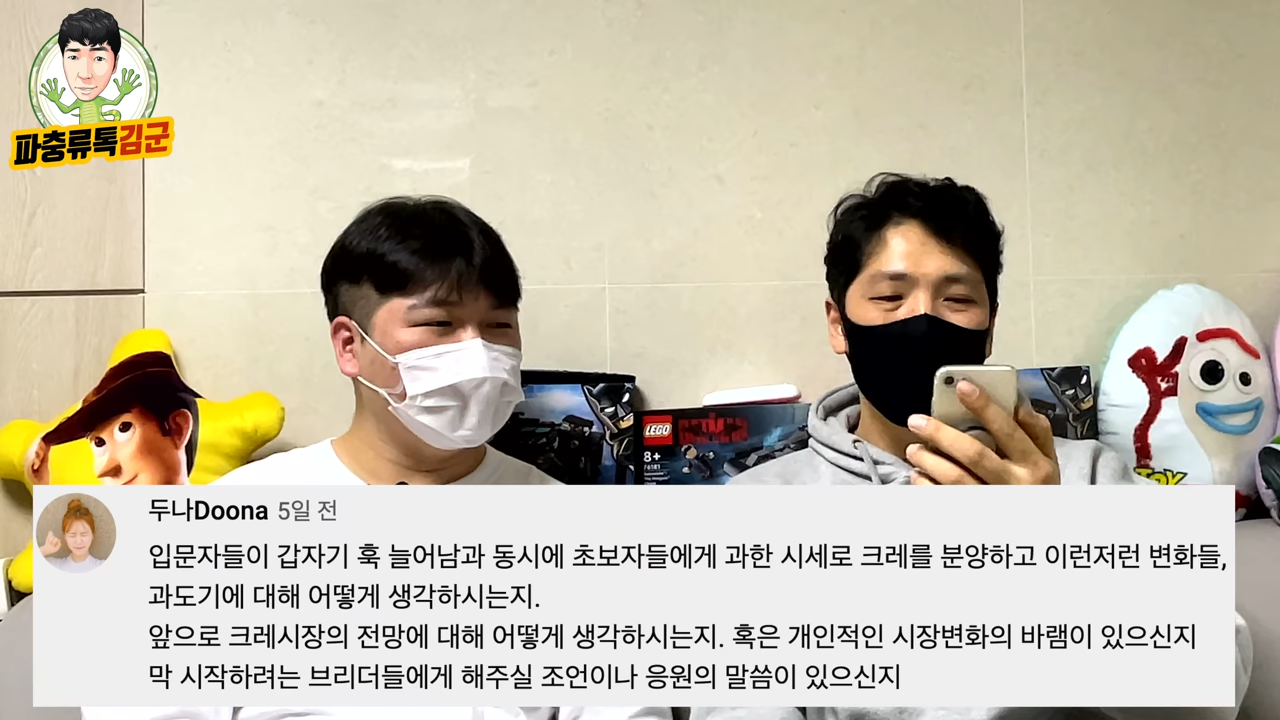 파충류톡김군
LEGO
8+
76181
TOY
두나Doona 5일 전
입문자들이 갑자기 훅 늘어남과 동시에 초보자들에게 과한 시세로 크레를 분양하고 이런저런 변화들,
과도기에 대해 어떻게 생각하시는지.
앞으로 크레시장의 전망에 대해 어떻게 생각하시는지. 혹은 개인적인 시장변화의 바램이 있으신지
막 시작하려는 브리더들에게 해주실 조언이나 응원의 말씀이 있으신지